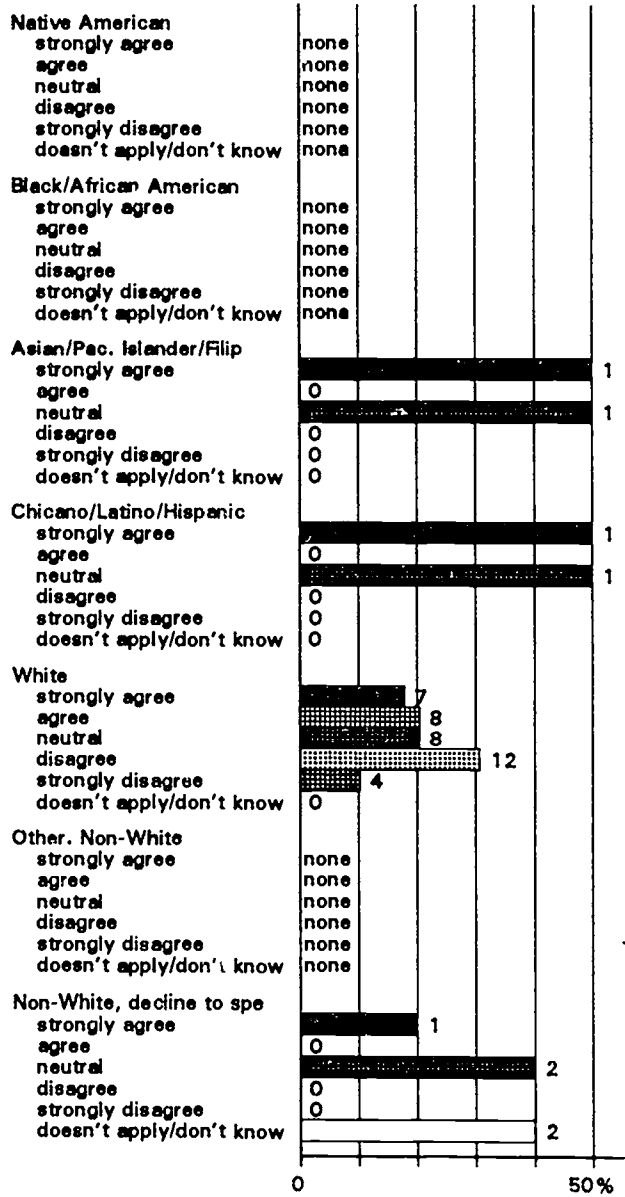 Native American
strongly agree none
agree none
neutral none
disagree none
strongly disagree none
doasn't apply/don't know nona
Black/African American
strongly agree none
agree none
neutral none
disagree none
strongly disagree none
doesn't apply/don't know nona
Asian/Pac. Islander/Filip
strongly agree 1
agree 0
neutral 1
disagree 0
strongly disagree 0
doesn't apply/don't know 0
Chicano/Latino/Hispanic
strongly agree 1
agree 0
neutral 1
disagree 0
strongly disagree 0
doesn't apply/don't know 0
White
strongly agree 7
agree 8
neutral 8
disagree 12
strongly disagree 4
doesn't apply/don't know 0
Other. Non-White
strongly agree none
agree none
neutral none
disagree none
strongly disagree none
doesn't apply/don't know none
Non-White, decline to spe
strongly agree 1
agree 0
neutral 2
disagree 0
strongly disagree 0
doesn't apply/don't know 2
0 50%